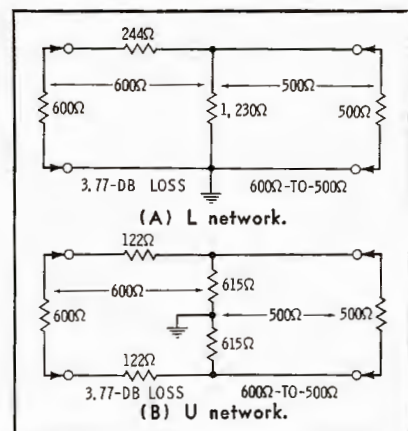 244Ω
600Ω 500Ω
600Ω 1,230Ω 500Ω
3.77-DB LOSS 600Ω-TO-500Ω
(A) L network.
122Ω
615Ω
600Ω
600Ω 500Ω 500Ω
615Ω
122Ω
3.77-DB LOSS 600Ω-TO-500Ω
(B) U network.